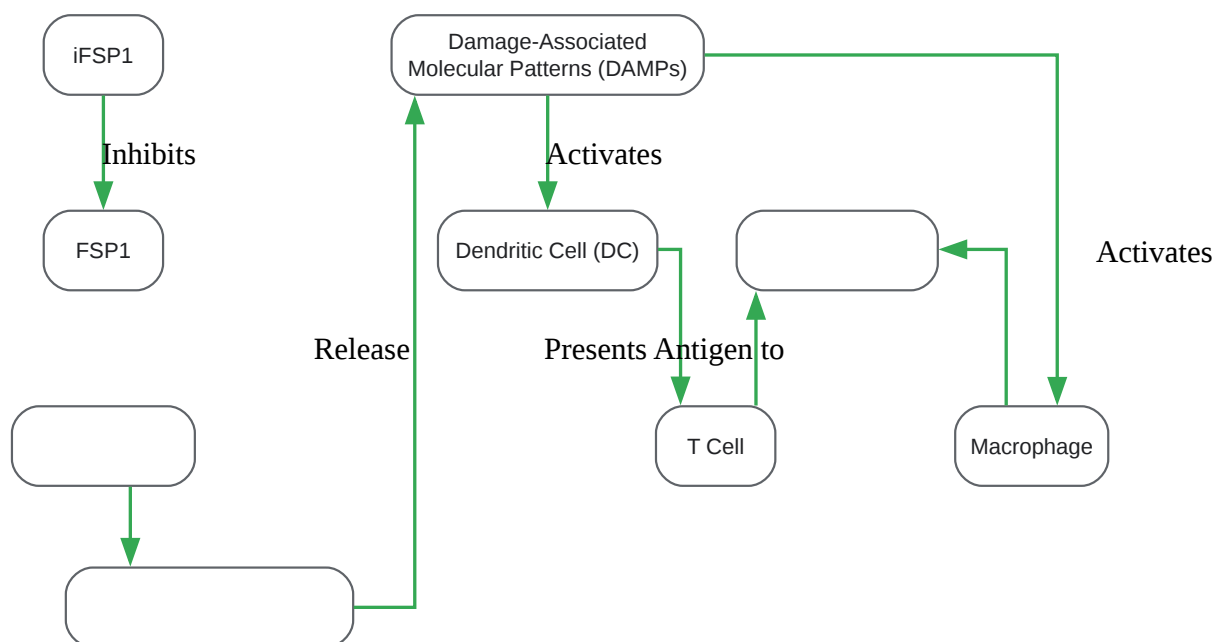 iFSP1
Damage-Associated
Molecular Patterns (DAMPs)
Inhibits
Activates
FSP1
Dendritic Cell (DC)
Activates
Release
Presents Antigen to
T Cell
Macrophage